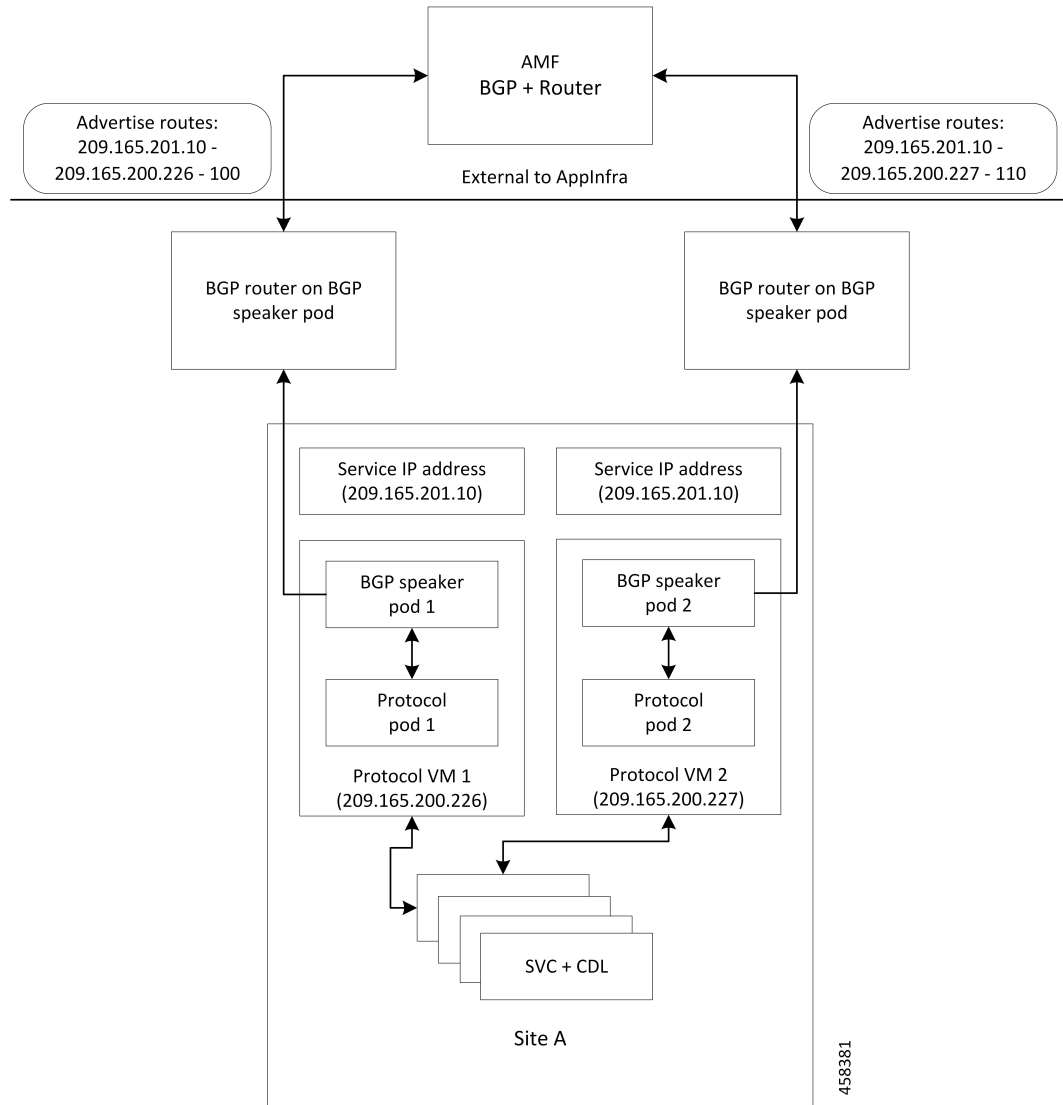 AMF
BGP + Router
Advertise routes:
209.165.201.10 -
209.165.200.226 - 100
Advertise routes:
209.165.201.10 -
209.165.200.227 - 110
External to AppInfra
BGP router on BGP
speaker pod
BGP router on BGP
speaker pod
Service IP address
(209.165.201.10)
Service IP address
(209.165.201.10)
BGP speaker
pod 1
BGP speaker
pod 2
Protocol
pod 1
Protocol
pod 2
Protocol VM 1
(209.165.200.226)
Protocol VM 2
(209.165.200.227)
SVC + CDL
Site A
458381